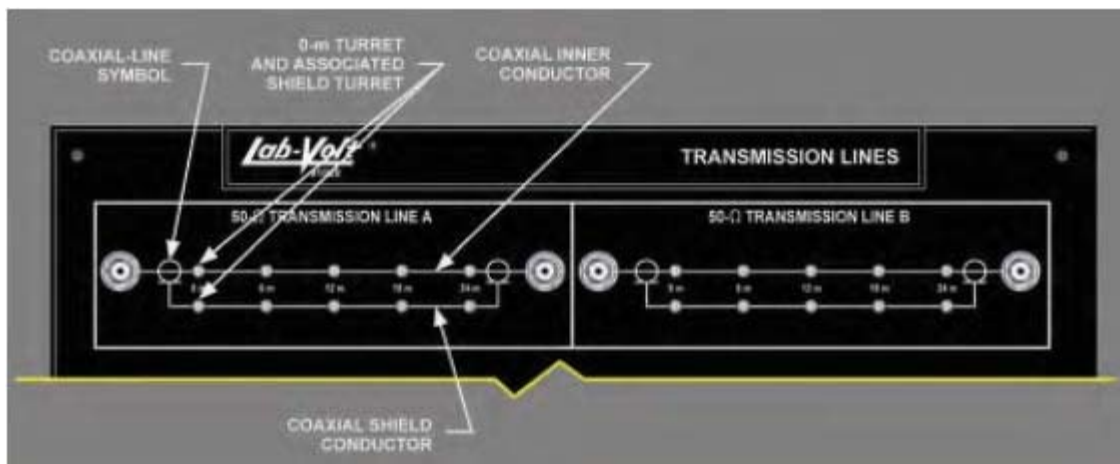 COAXIAL-LINE
SYMBOL
0-m TURRET
AND ASSOCIATED
SHIELD TURRET
COAXIAL INNER
CONDUCTOR
Lab-Volt ®
TRANSMISSION LINES
50-Ω TRANSMISSION LINE A
50-Ω TRANSMISSION LINE B
0 m 6 m 12 m 18 m 24 m
0 m 6 m 12 m 18 m 24 m
COAXIAL SHIELD
CONDUCTOR